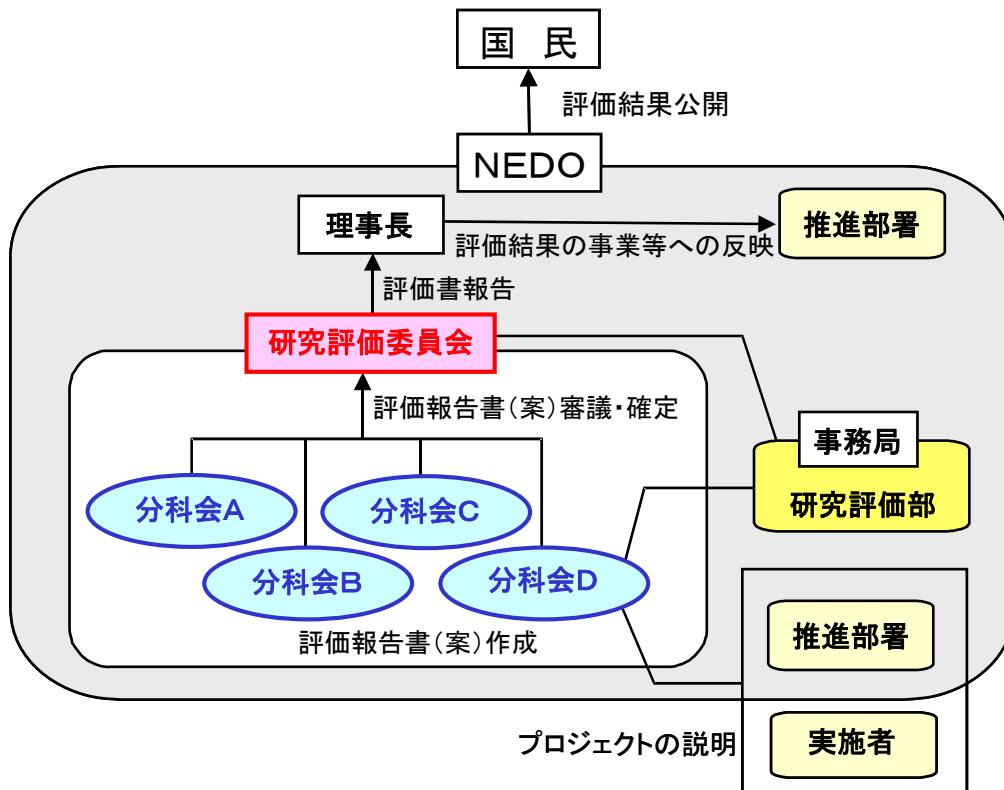 国 民
評価結果公開
NEDO
理事長
推進部署
評価結果の事業等への反映
評価書報告
研究評価委員会
評価報告書(案)審議・確定
事務局
研究評価部
分科会A
分科会C
分科会B
分科会D
評価報告書(案)作成
推進部署
プロジェクトの説明
実施者